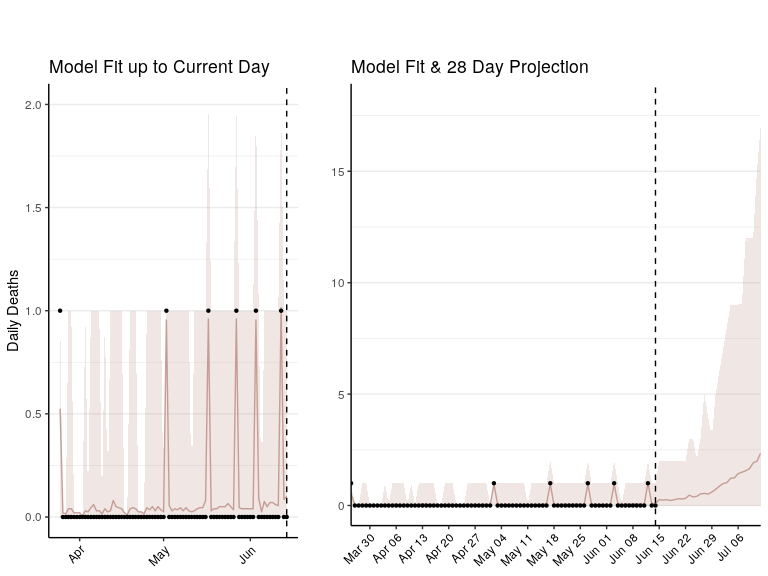 Model Fit up to Current Day
Model Fit & 28 Day Projection
Daily Deaths
2.0
1.5
1.0
0.5
0.0
Apr
May
Jun
15
10
5
0
Mar 30
Apr 06
Apr 13
Apr 20
Apr 27
May 04
May 11
May 18
May 25
Jun 01
Jun 08
Jun 15
Jun 22
Jun 29
Jul 06